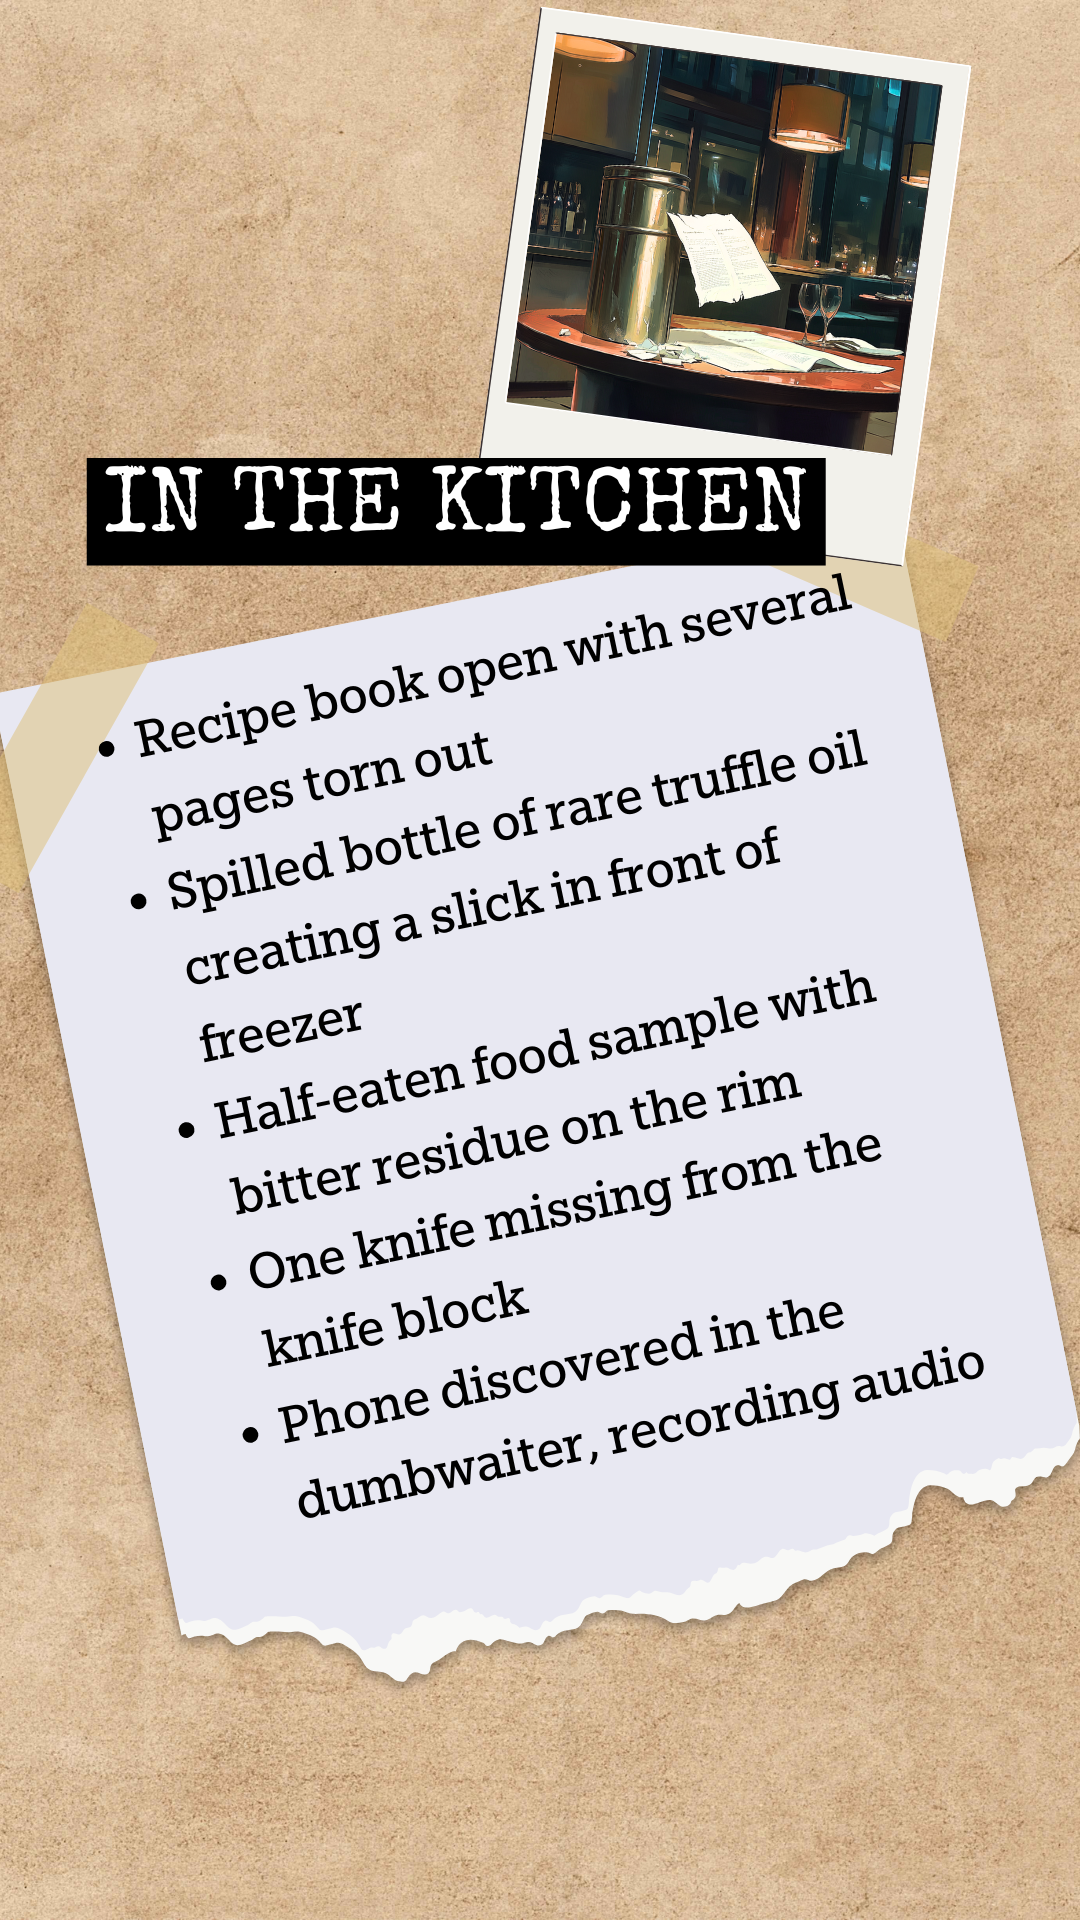 IN THE KITCHEN
• Recipe book open with several
pages torn out
• Spilled bottle of rare truffle oil
creating a slick in front of
freezer
• Half-eaten food sample with
bitter residue on the rim
• One knife missing from the
knife block
• Phone discovered in the
dumbwaiter, recording audio